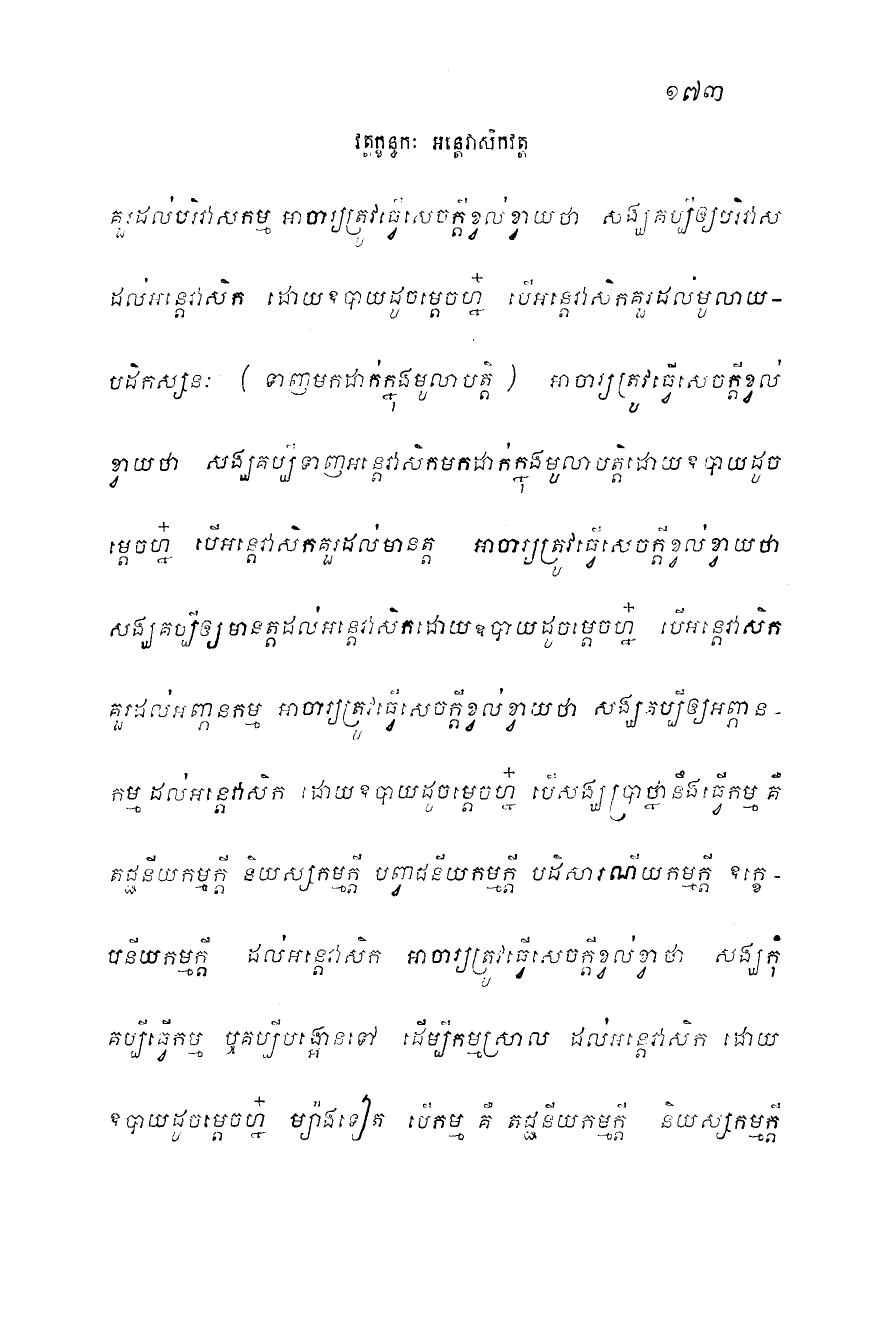 ១៧៣
វត្តក្ខន្ធកៈ អន្តេវាសិកវត្ត
គួរដល់បរិវាសកម្ម អាចារ្យត្រូវធ្វើសេចក្តីខ្វល់ខ្វាយថា សង្ឃគប្បីឲ្យបរិវាស
ដល់អន្តេវាសិក ដោយឧបាយដូចម្តេចហ្ន៎ បើអន្តេវាសិកគួរដល់មូលាយ-
បដិកស្សនៈ ( ទាញមកដាក់ក្នុងមូលាបត្តិ ) អាចារ្យត្រូវធ្វើសេចក្តីខ្វល់
ខ្វាយថា សង្ឃគប្បីទាញអន្តេវាសិកមកដាក់ក្នុងមូលាបត្តិដោយឧបាយដូច
ម្តេចហ្ន៎ បើអន្តេវាសិកគួរដល់មានត្ត អាចារ្យត្រូវធ្វើសេចក្តីខ្វល់ខ្វាយថា
សង្ឃគប្បីឲ្យមានត្តដល់អន្តេវាសិកដោយឧបាយដូចម្តេចហ្ន៎ បើអន្តេវាសិក
គួរដល់អព្ភានកម្ម អាចារ្យត្រូវធ្វើសេចក្តីខ្វល់ខ្វាយថា សង្ឃគប្បីឲ្យអព្ភាន-
កម្ម ដល់អន្តេវាសិក ដោយឧបាយដូចម្តេចហ្ន៎ បើសង្ឃប្រាថ្នានឹងធ្វើកម្ម គឺ
តជ្ជនីយកម្មក្តី និយស្សកម្មក្តី បព្វាជនីយកម្មក្តី បដិសារណីយកម្មក្តី ឧក្ខេ-
បនីយកម្មក្តី ដល់អន្តេវាសិក អាចារ្យត្រូវធ្វើសេចក្តីខ្វល់ខ្វាថា សង្ឃកុំ
គប្បីធ្វើកម្ម ឬគប្បីបង្អោនទៅ ដើម្បីកម្មស្រាល ដល់អន្តេវាសិក ដោយ
ឧបាយដូចម្តេចហ្ន៎ ម្យ៉ាងទៀត បើកម្ម គឺ តជ្ជនីយកម្មក្តី និយស្សកម្មក្តី